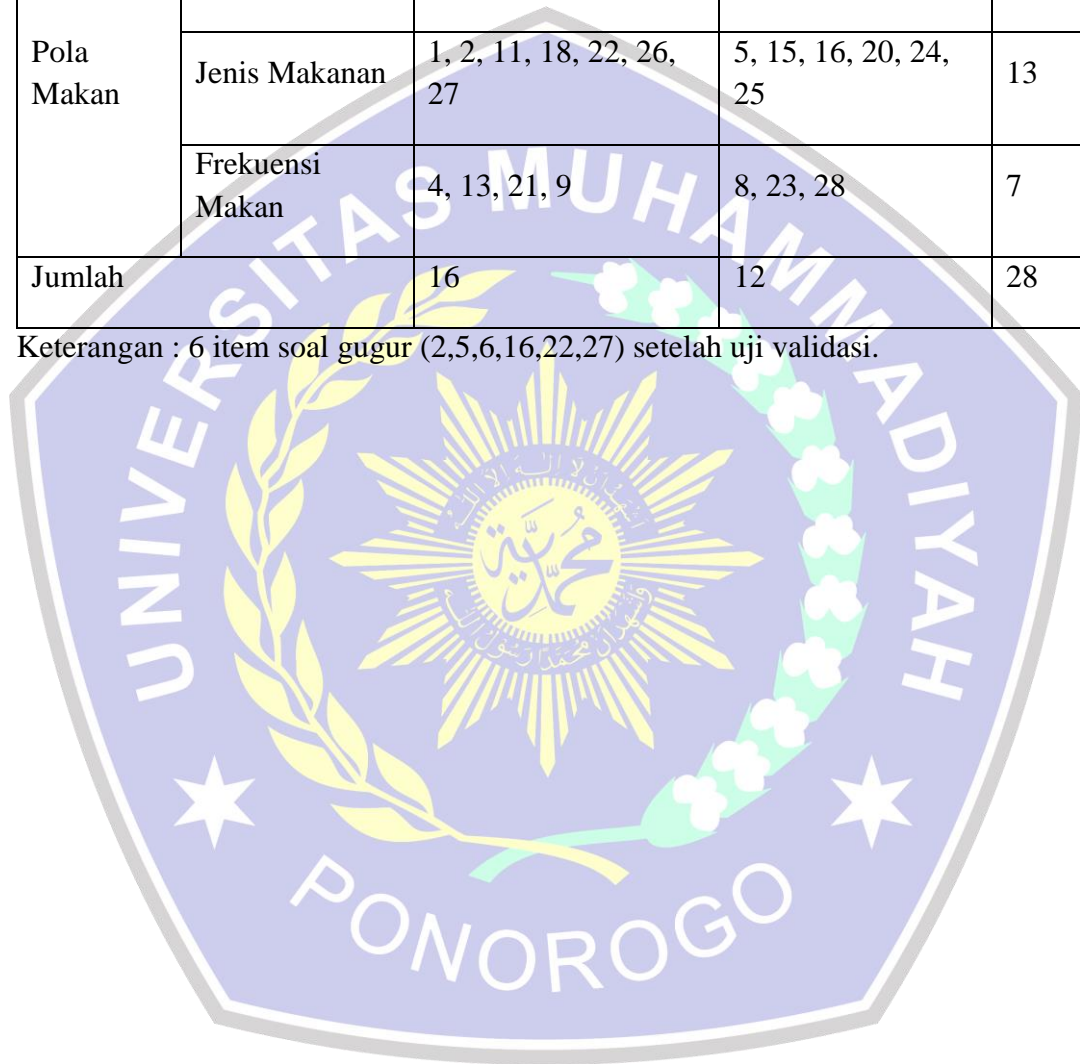 Pola
Makan
Jenis Makanan
1, 2, 11, 18, 22, 26,
27
5, 15, 16, 20, 24,
25
13
Frekuensi
Makan
4, 13, 21, 9
8, 23, 28
7
Jumlah
16
12
28
Keterangan : 6 item soal gugur (2,5,6,16,22,27) setelah uji validasi.
UNIVERSITAS MUHAMMADIYAH
PONOROGO
محمدية